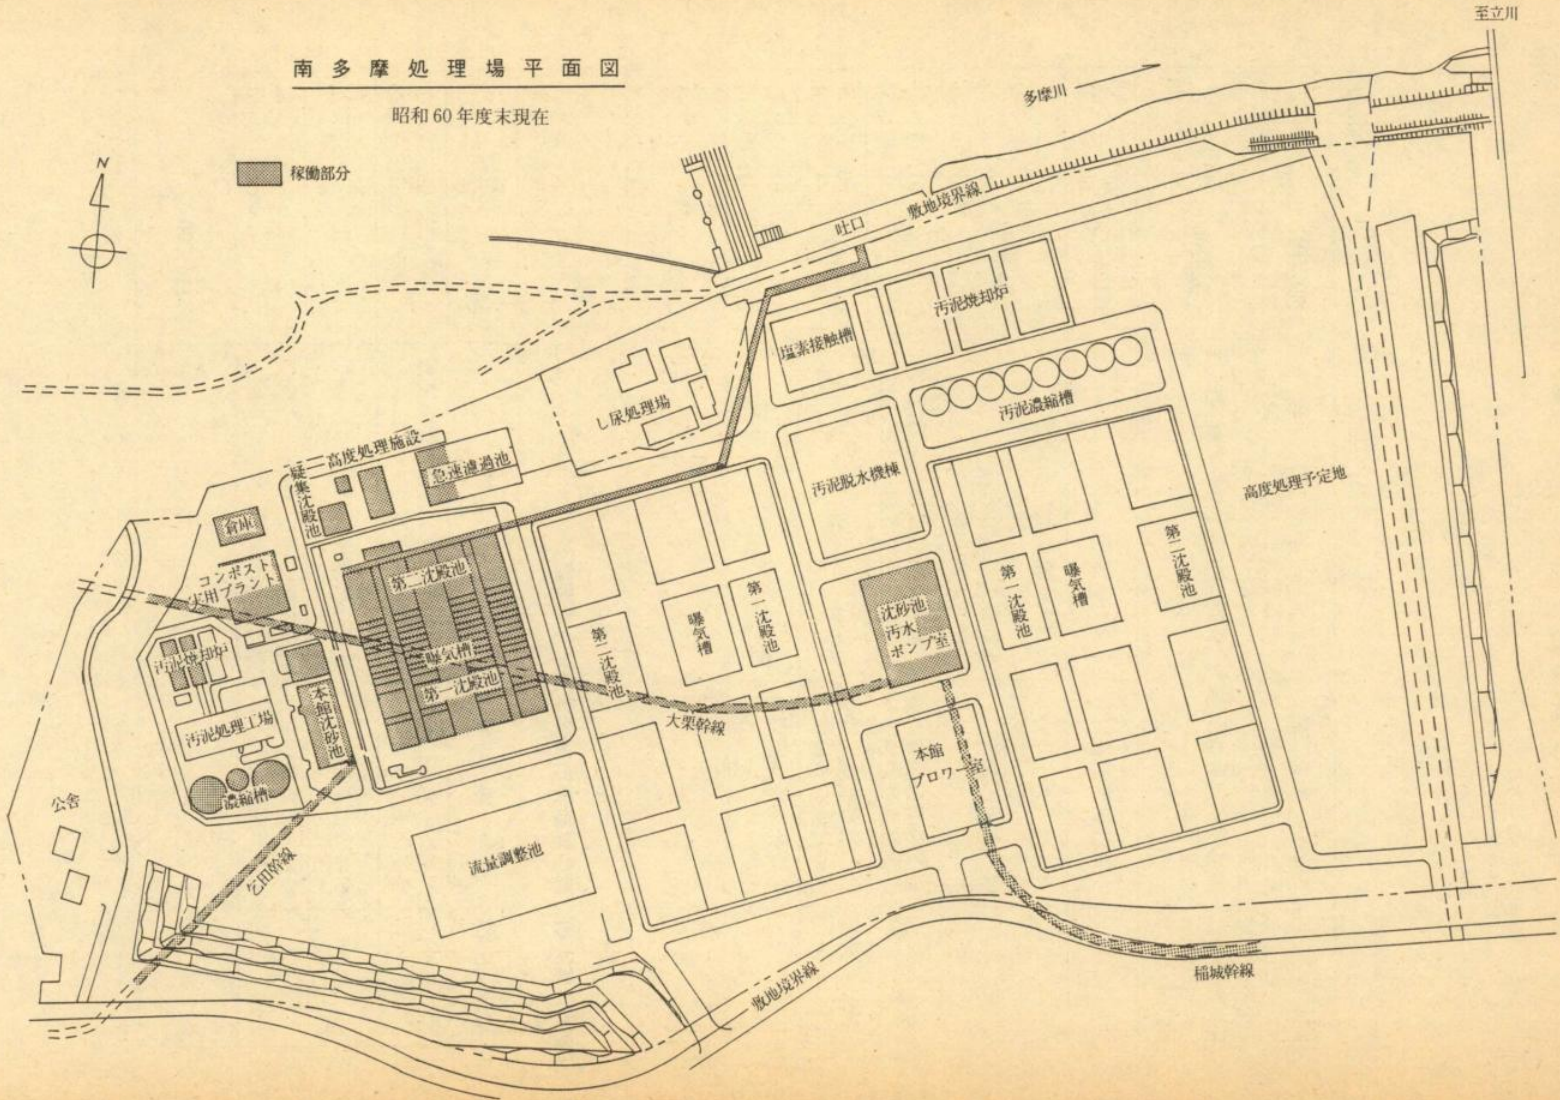 至立川
南多摩処理場平面図
昭和60年度末現在
多摩川
N
稼働部分
敷地境界線
吐口
汚泥焼却炉
塩素接触槽
し尿処理場
汚泥濃縮槽
高度処理施設
急速濾過池
疑集沈殿池
汚泥脱水機棟
高度処理予定地
倉庫
第二沈殿池
コンポスト
実用プラント
第一沈殿池
曝気槽
第二沈殿池
沈砂池
汚水
ポンプ室
第一沈殿池
曝気槽
第二沈殿池
曝気槽
第一沈殿池
汚泥焼却炉
本館沈砂池
汚泥処理工場
大栗幹線
本館
ブロワー室
濃縮槽
公舎
流量調整池
乞田幹線
敷地境界線
稲城幹線